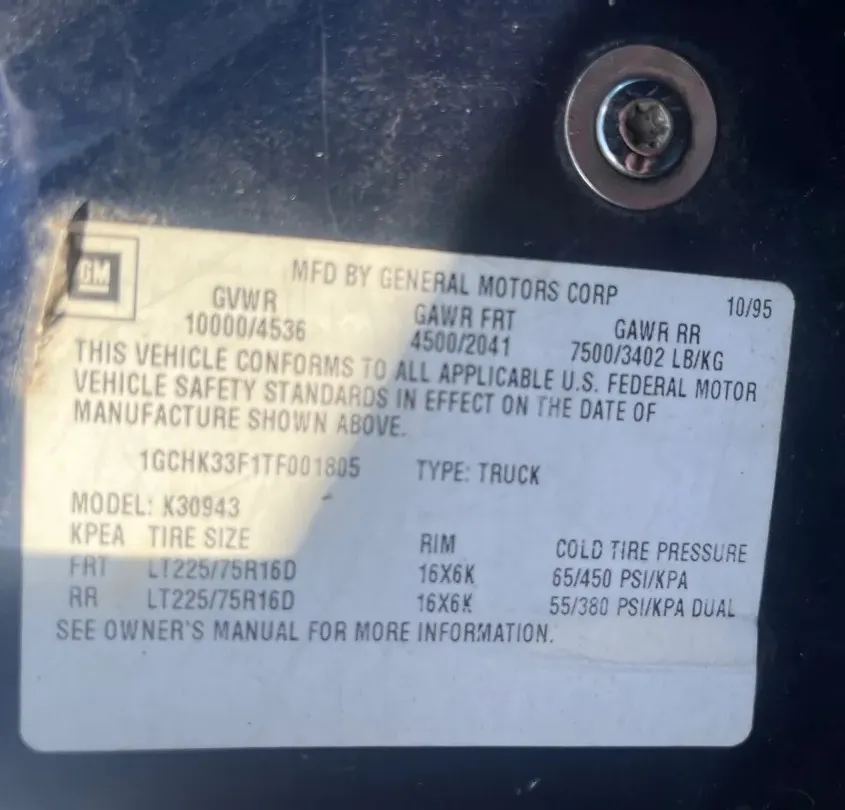 GM
MFD BY GENERAL MOTORS CORP 10/95
GVWR GAWR FRT GAWR RR
10000/4536 4500/2041 7500/3402 LB/KG
THIS VEHICLE CONFORMS TO ALL APPLICABLE U.S. FEDERAL MOTOR
VEHICLE SAFETY STANDARDS IN EFFECT ON THE DATE OF
MANUFACTURE SHOWN ABOVE.
1GCHK33F1TF001805 TYPE: TRUCK
MODEL: K30943
KPEA TIRE SIZE RIM COLD TIRE PRESSURE
FRT LT225/75R16D 16X6K 65/450 PSI/KPA
RR LT225/75R16D 16X6K 55/380 PSI/KPA DUAL
SEE OWNER'S MANUAL FOR MORE INFORMATION.